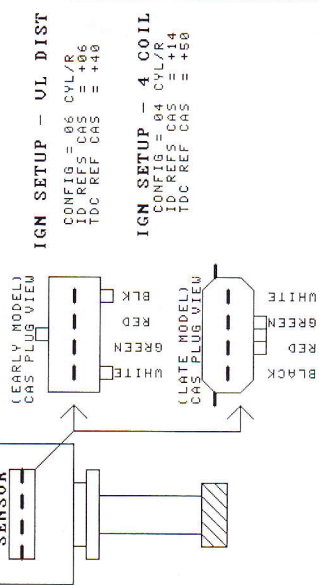 SENSOR
(EARLY MODEL)
CAS PLUG VIEW
WHITE
GREEN
RED
BLK
IGN SETUP - VL DIST
CONFIG = 06 CYL/R
ID REFS CAS = +06
TDC REF CAS = +40
(LATE MODEL)
CAS PLUG VIEW
BLACK
RED
GREEN
WHITE
IGN SETUP - 4 COIL
CONFIG = 04 CYL/R
ID REFS CAS = +14
TDC REF CAS = +50